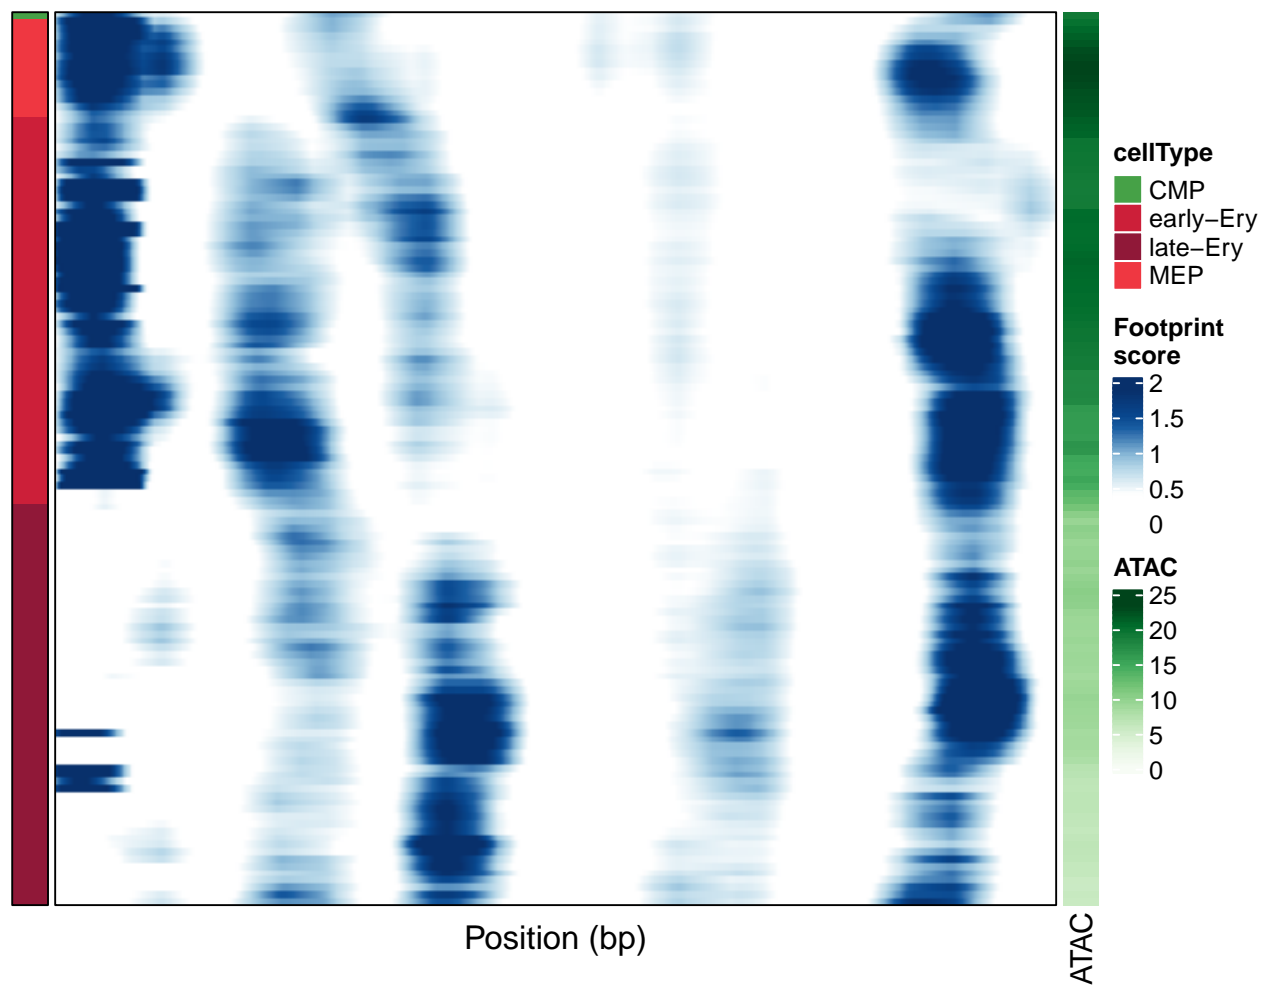 cellType
CMP
early−Ery
late−Ery
MEP
Footprint
score
2
1.5
1
0.5
0
ATAC
25
20
15
10
5
0
Position (bp)
ATAC